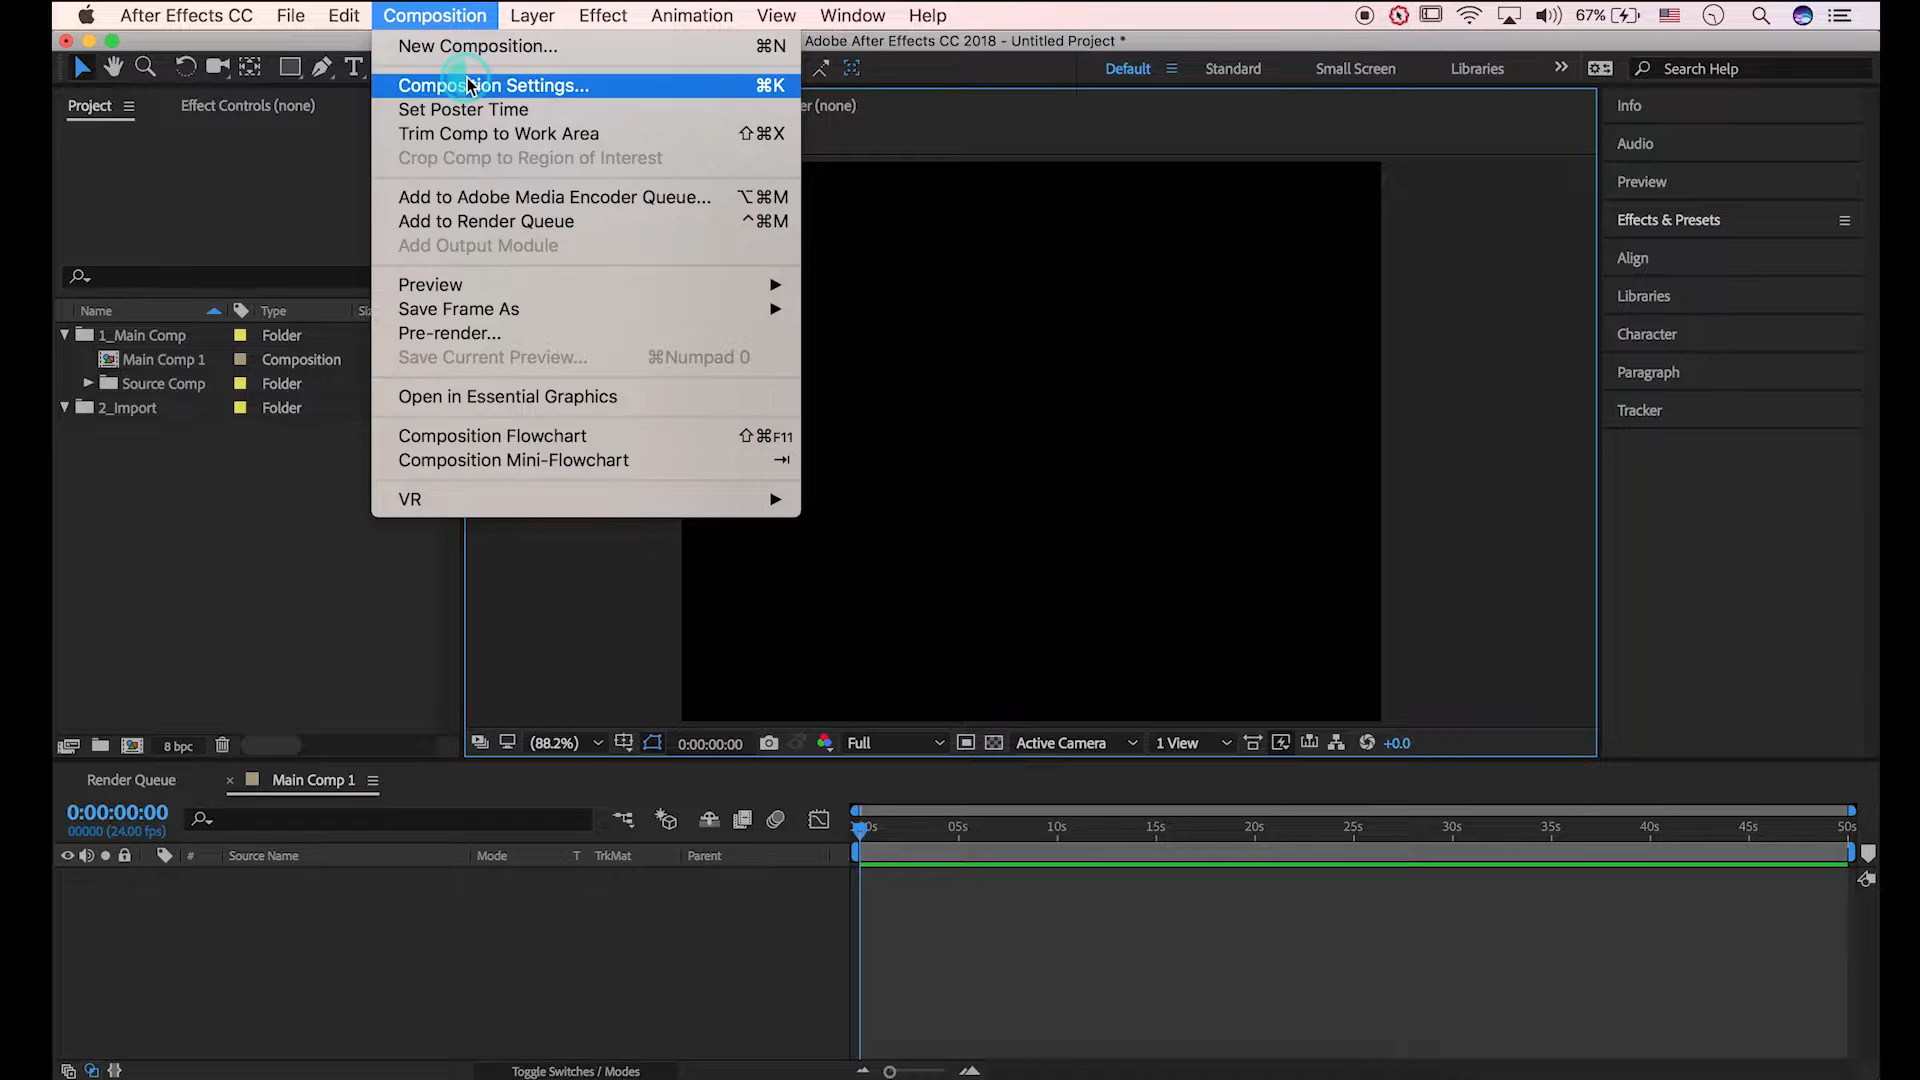 After Effects CC File Edit Composition Layer Effect Animation View Window Help 67%
Adobe After Effects CC 2018 - Untitled Project *
New Composition... ⌘N
Composition Settings... ⌘K
Set Poster Time
Trim Comp to Work Area ⇧⌘X
Crop Comp to Region of Interest
Add to Adobe Media Encoder Queue... ⌥⌘M
Add to Render Queue ^⌘M
Add Output Module
Preview
Save Frame As
Pre-render...
Save Current Preview... ⌘Numpad 0
Open in Essential Graphics
Composition Flowchart ⇧⌘F11
Composition Mini-Flowchart ⇥
VR
T
Default Standard Small Screen Libraries Search Help
Project Effect Controls (none)
er (none)
Name Type Siz
1_Main Comp Folder
Main Comp 1 Composition
Source Comp Folder
2_Import Folder
8 bpc
Info
Audio
Preview
Effects & Presets
Align
Libraries
Character
Paragraph
Tracker
(88.2%) 0:00:00:00 Full Active Camera 1 View +0.0
Render Queue × Main Comp 1
0:00:00:00
00000 (24.00 fps)
05s 10s 15s 20s 25s 30s 35s 40s 45s 50s
# Source Name Mode T TrkMat Parent
Toggle Switches / Modes